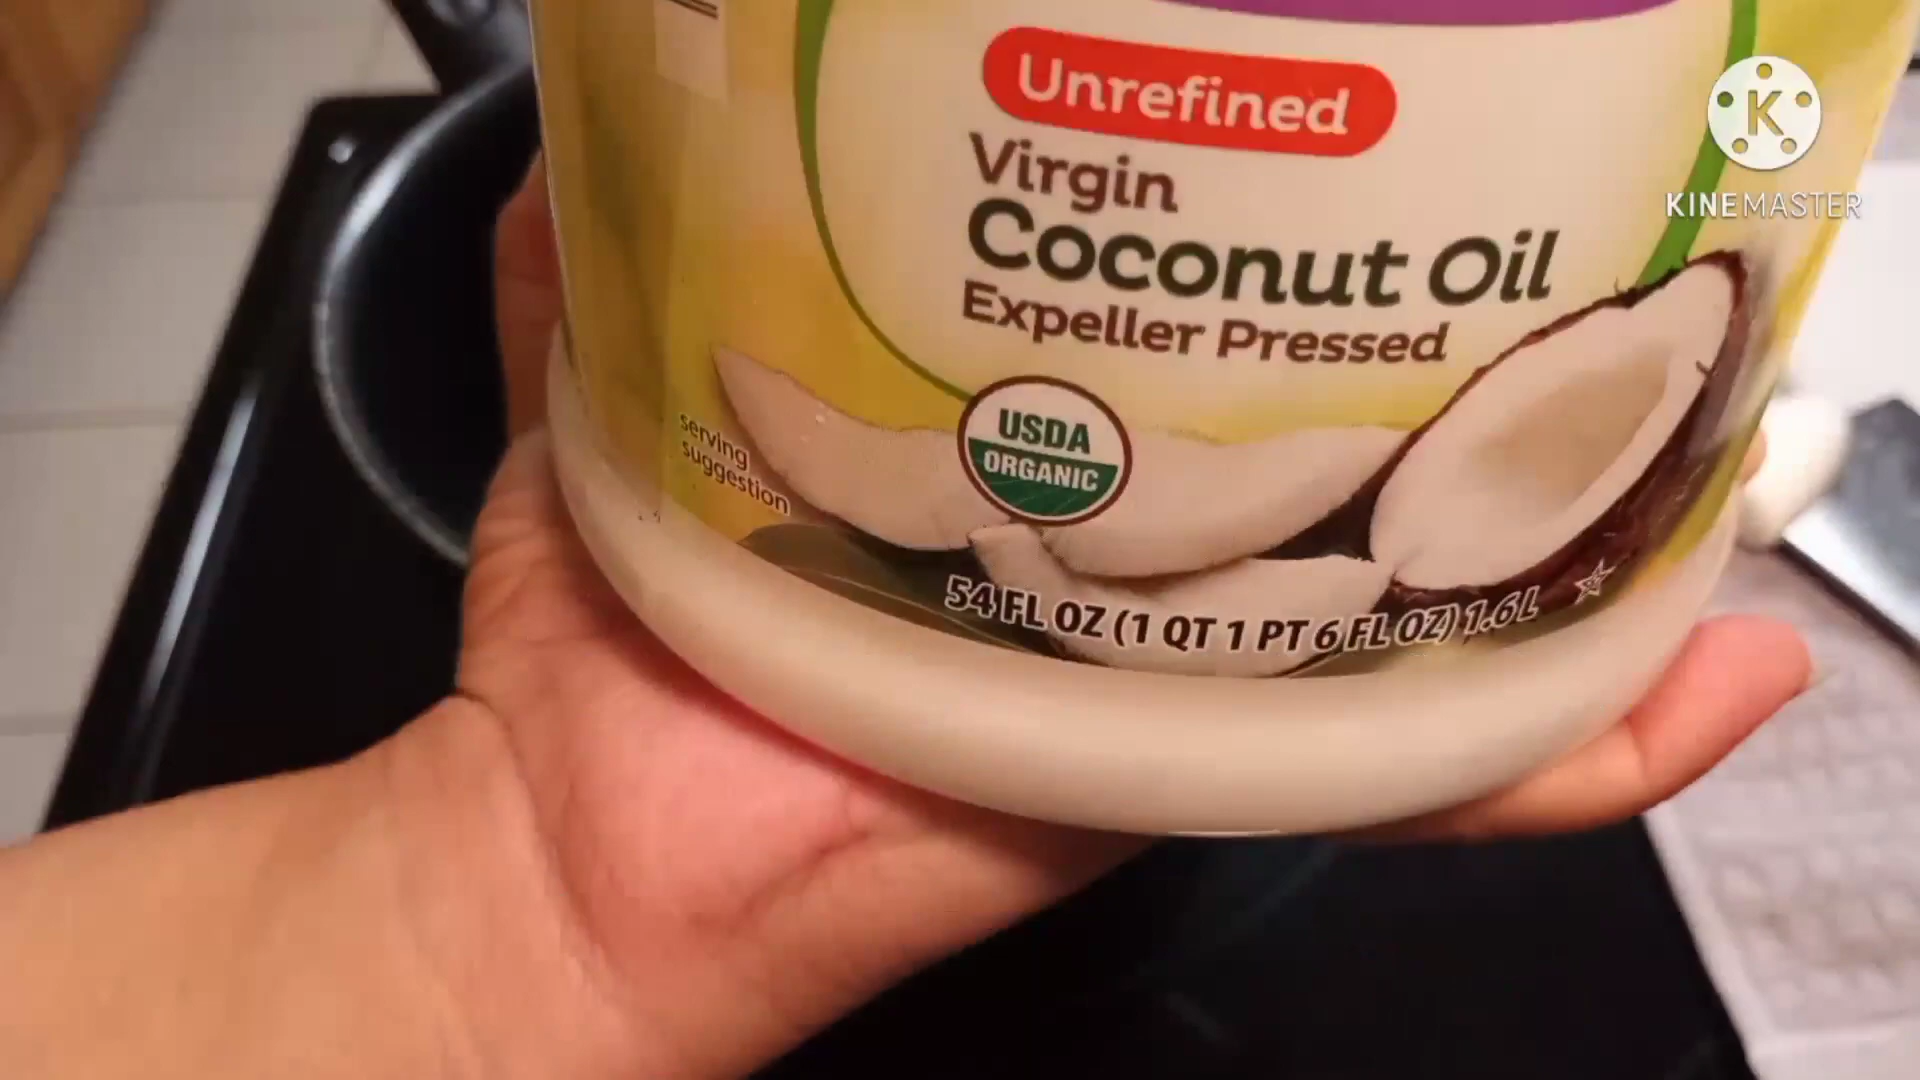 Unrefined
Virgin
Coconut Oil
Expeller Pressed
USDA
ORGANIC
serving
suggestion
54 FL OZ (1 QT 1 PT 6 FL OZ) 1.6 L
K
KINEMASTER